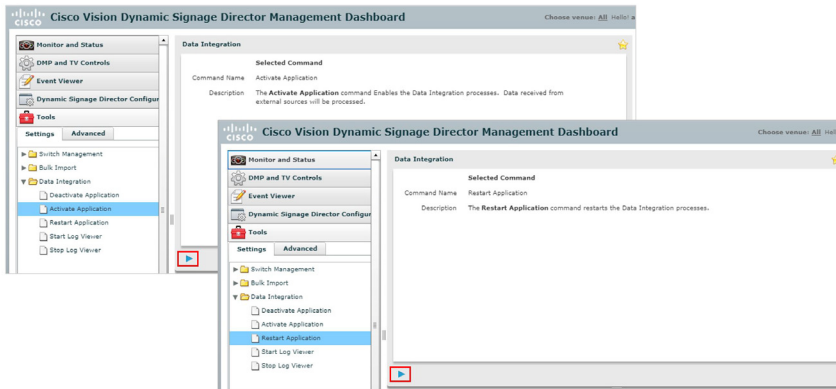 CISCO Cisco Vision Dynamic Signage Director Management Dashboard
Choose venue: All Hello! a
Monitor and Status
DMP and TV Controls
Event Viewer
Dynamic Signage Director Configur
Tools
Settings Advanced
Switch Management
Bulk Import
Data Integration
Deactivate Application
Activate Application
Restart Application
Start Log Viewer
Stop Log Viewer
Data Integration
Selected Command
Command Name Activate Application
Description The Activate Application command Enables the Data Integration processes. Data received from
external sources will be processed.
CISCO Cisco Vision Dynamic Signage Director Management Dashboard
Choose venue: All Hell
Monitor and Status
DMP and TV Controls
Event Viewer
Dynamic Signage Director Configur
Tools
Settings Advanced
Switch Management
Bulk Import
Data Integration
Deactivate Application
Activate Application
Restart Application
Start Log Viewer
Stop Log Viewer
Data Integration
Selected Command
Command Name Restart Application
Description The Restart Application command restarts the Data Integration processes.